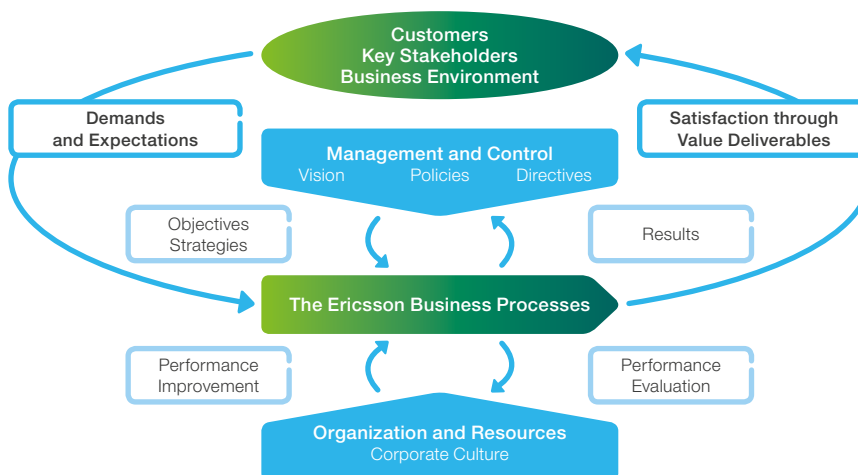 Customers
Key Stakeholders
Business Environment
Demands
and Expectations
Satisfaction through
Value Deliverables
Management and Control
Vision Policies Directives
Objectives
Strategies
Results
The Ericsson Business Processes
Performance
Improvement
Performance
Evaluation
Organization and Resources
Corporate Culture